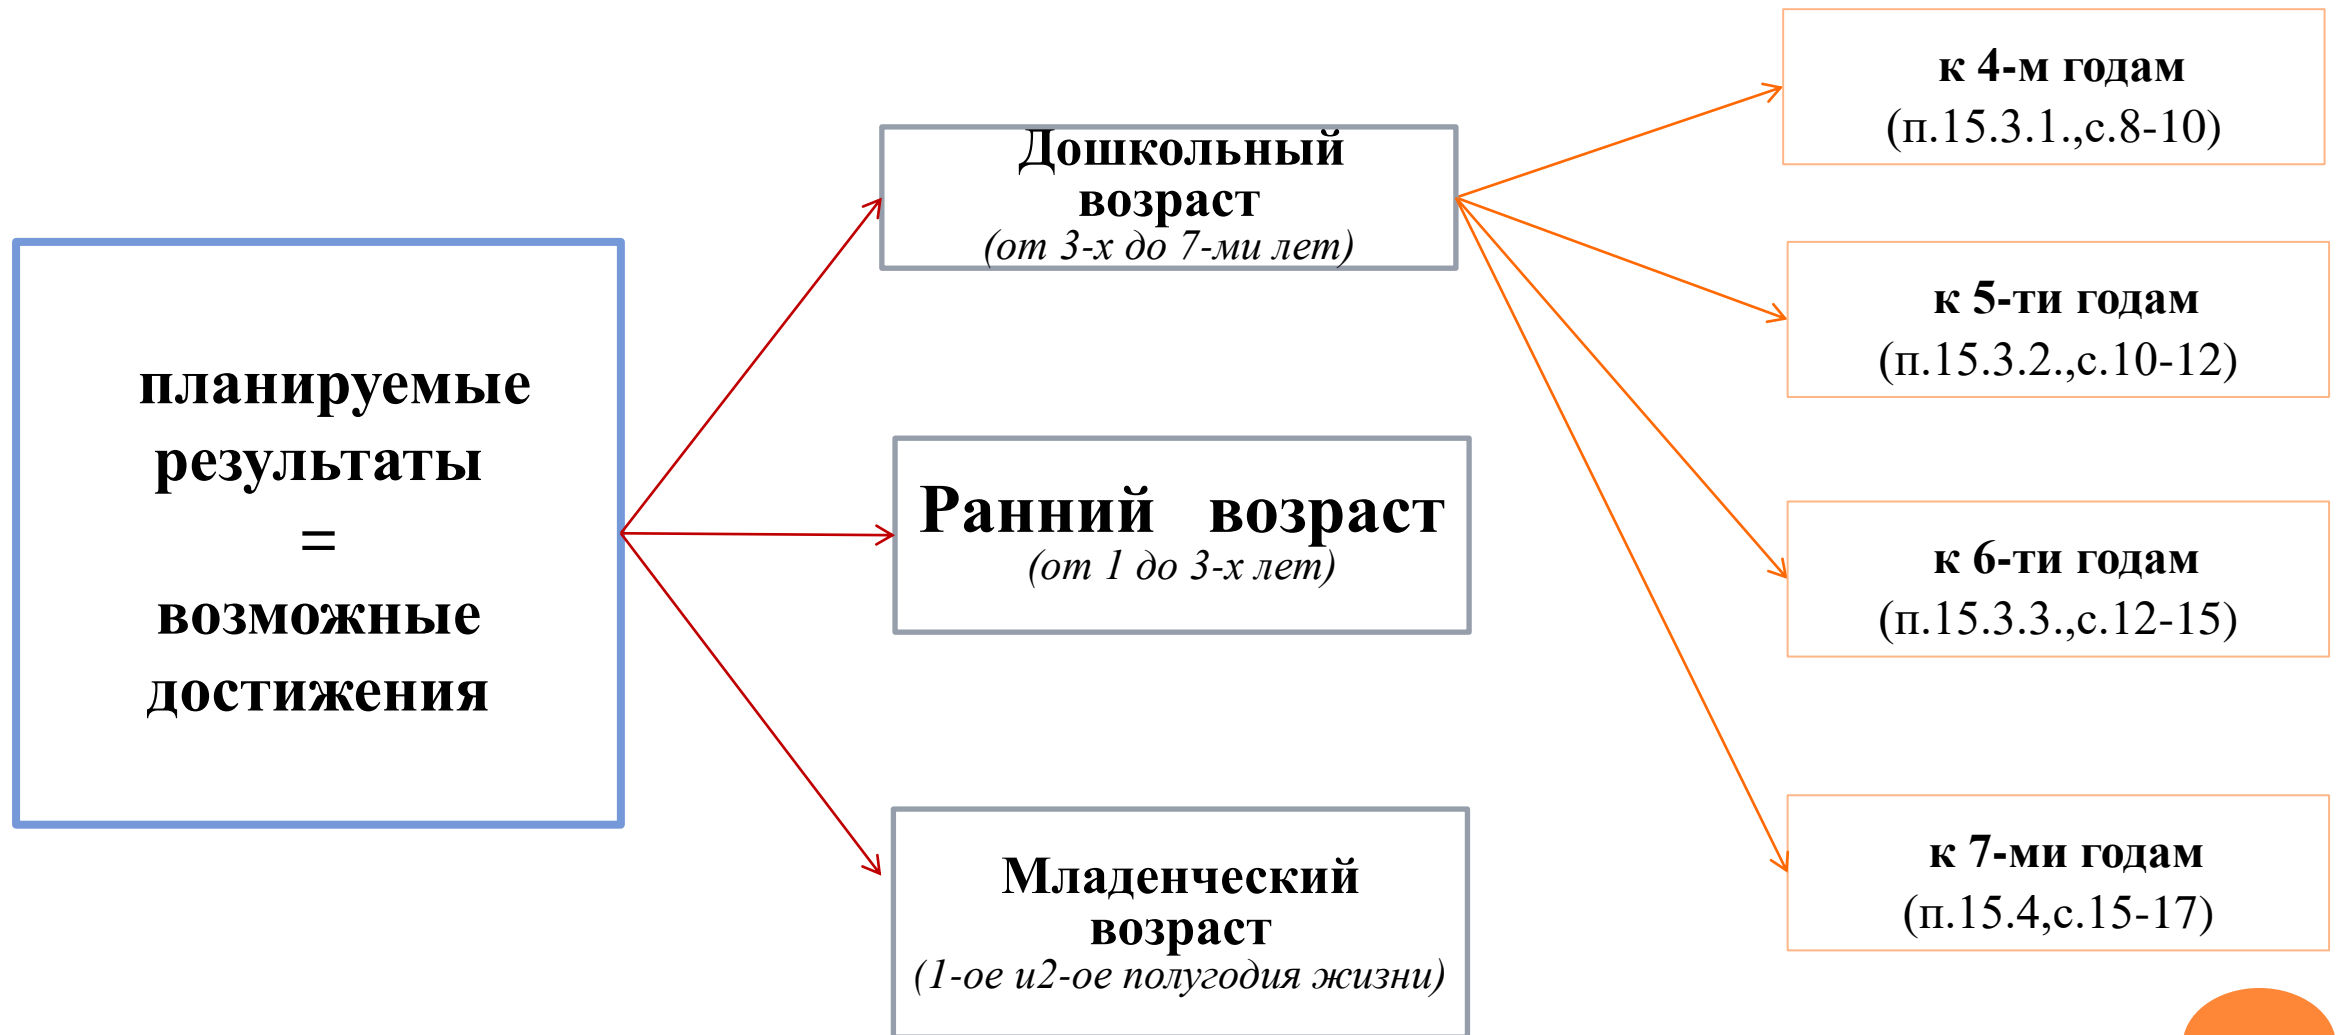 планируемые
результаты
=
возможные
достижения
Дошкольный
возраст
(от 3-х до 7-ми лет)
Ранний возраст
(от 1 до 3-х лет)
Младенческий
возраст
(1-ое и2-ое полугодия жизни)
к 4-м годам
(п.15.3.1.,с.8-10)
к 5-ти годам
(п.15.3.2.,с.10-12)
к 6-ти годам
(п.15.3.3.,с.12-15)
к 7-ми годам
(п.15.4,с.15-17)